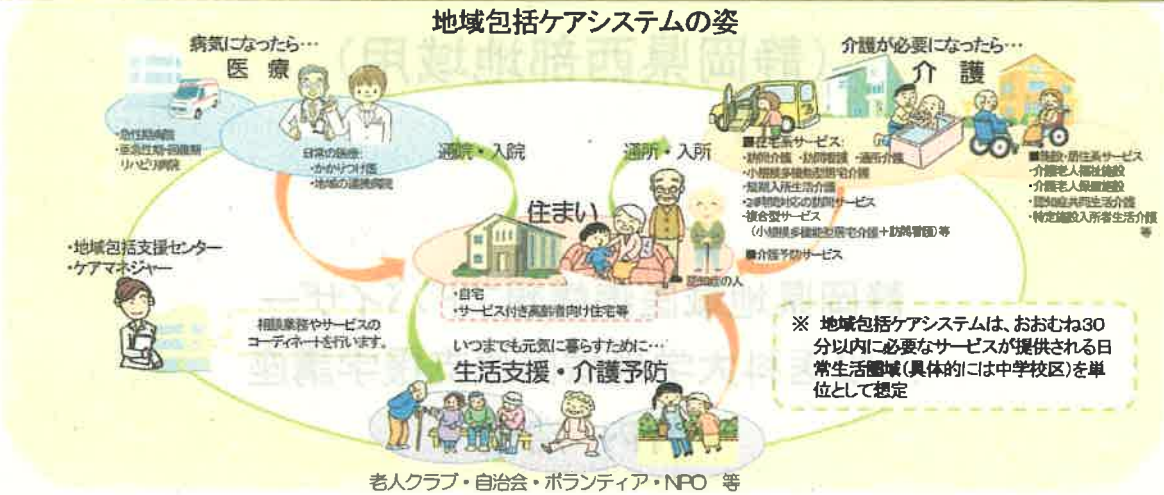 地域包括ケアシステムの姿
病気になったら…
医療
・急性期病院
・亜急性期・回復期
リハビリ病院
日常の医療:
・かかりつけ医
・地域の連携病院
通院・入院
通所・入所
介護が必要になったら…
介護
■在宅系サービス:
・訪問介護 ・訪問看護 ・通所介護
・小規模多機能型居宅介護
・短期入所生活介護
・24時間対応の訪問サービス
・複合型サービス
(小規模多機能型居宅介護+訪問看護)等
■介護予防サービス
■施設・居住系サービス
・介護老人福祉施設
・介護老人保健施設
・認知症共同生活介護
・特定施設入所者生活介護
等
住まい
認知症の人
・自宅
・サービス付き高齢者向け住宅等
・地域包括支援センター
・ケアマネジャー
相談業務やサービスの
コーディネートを行います。
いつまでも元気に暮らすために…
生活支援・介護予防
老人クラブ・自治会・ボランティア・NPO 等
※ 地域包括ケアシステムは、おおむね30
分以内に必要なサービスが提供される日
常生活圏域(具体的には中学校区)を単
位として想定